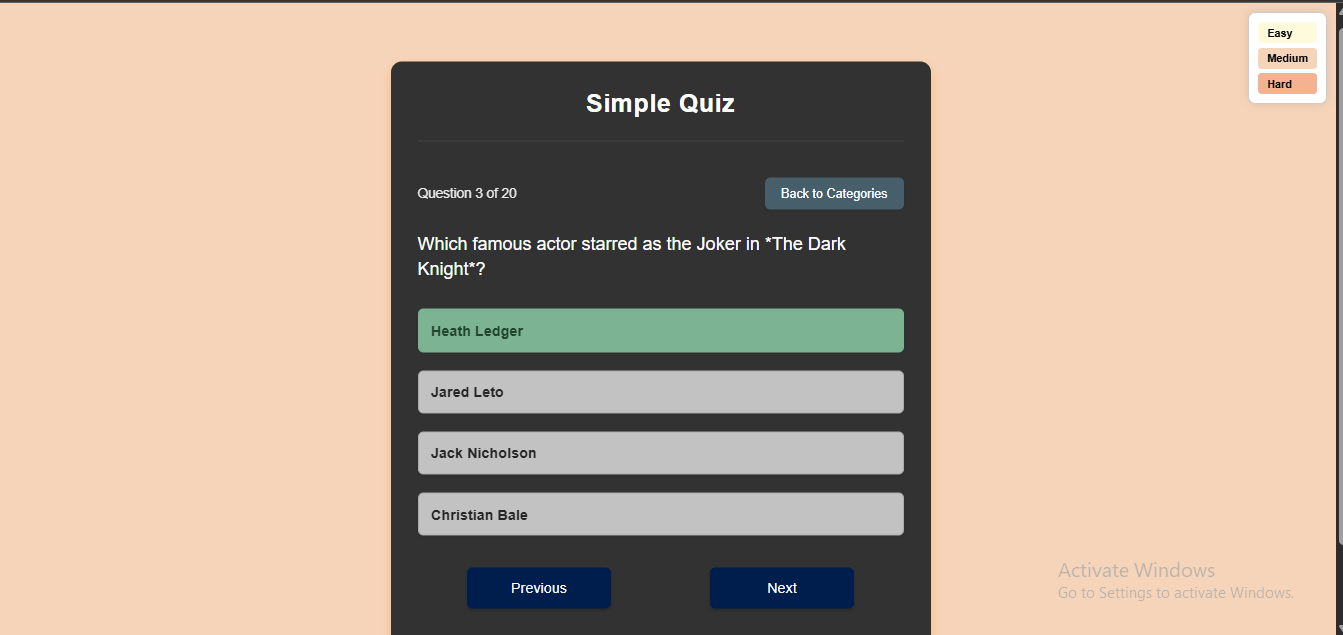 Easy
Medium
Hard
Simple Quiz
Question 3 of 20
Back to Categories
Which famous actor starred as the Joker in *The Dark
Knight*?
Heath Ledger
Jared Leto
Jack Nicholson
Christian Bale
Previous
Next
Activate Windows
Go to Settings to activate Windows.